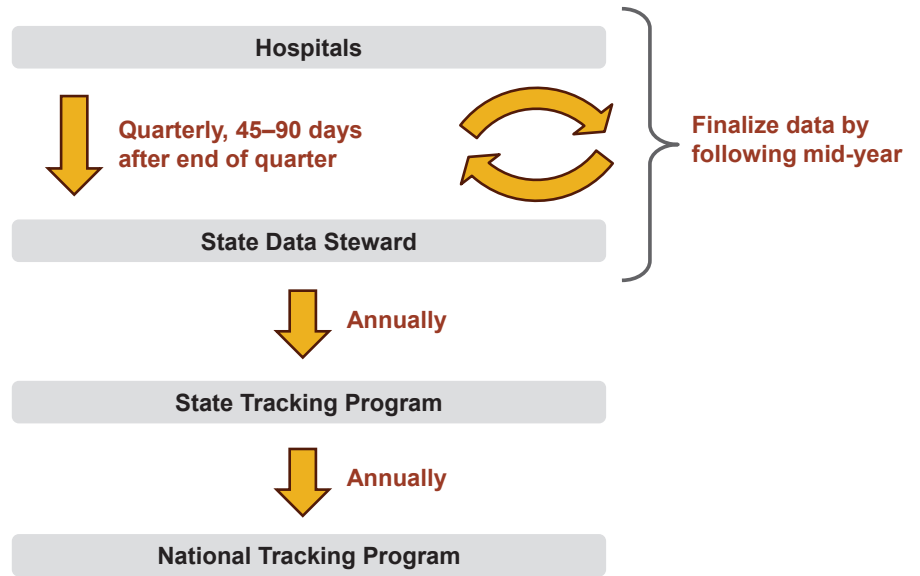 Hospitals
Quarterly, 45–90 days
after end of quarter
Finalize data by
following mid-year
State Data Steward
Annually
State Tracking Program
Annually
National Tracking Program